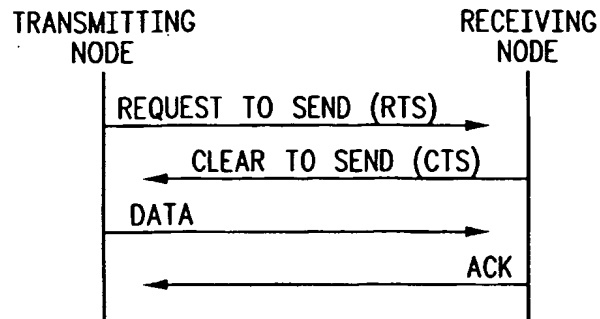 TRANSMITTING NODE
RECEIVING NODE
REQUEST TO SEND (RTS)
CLEAR TO SEND (CTS)
DATA
ACK